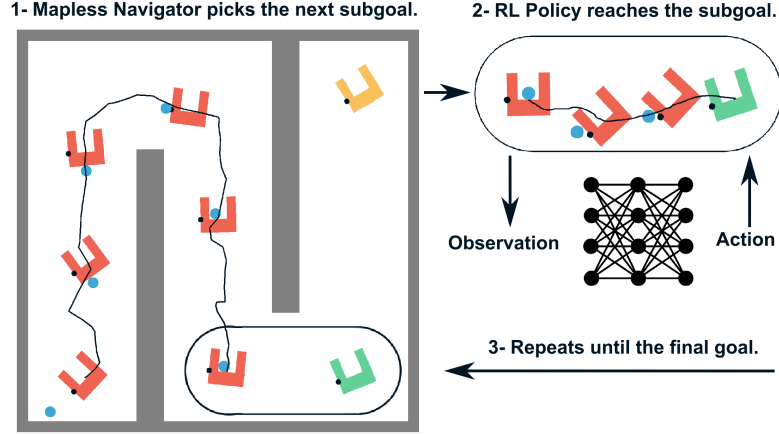 1- Mapless Navigator picks the next subgoal.
2- RL Policy reaches the subgoal.
Observation
Action
3- Repeats until the final goal.